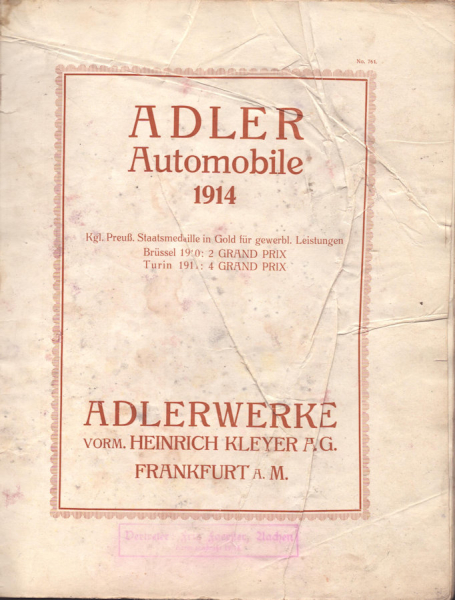 No. 761.
ADLER
Automobile
1914
Kgl. Preuß. Staatsmedaille in Gold für gewerbl. Leistungen
Brüssel 1910: 2 GRAND PRIX
Turin 1911: 4 GRAND PRIX
ADLERWERKE
VORM. HEINRICH KLEYER A.G.
FRANKFURT A. M.
Aachen